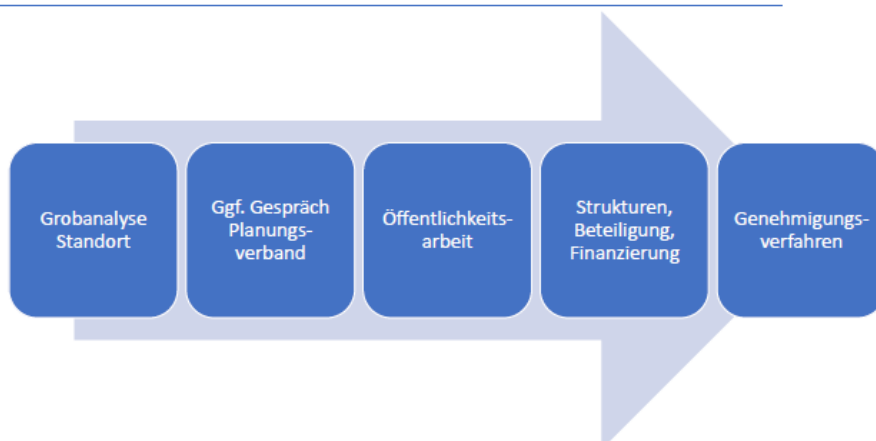 Grobanalyse
Standort
Ggf. Gespräch
Planungs-
verband
Öffentlichkeits-
arbeit
Strukturen,
Beteiligung,
Finanzierung
Genehmigungs-
verfahren